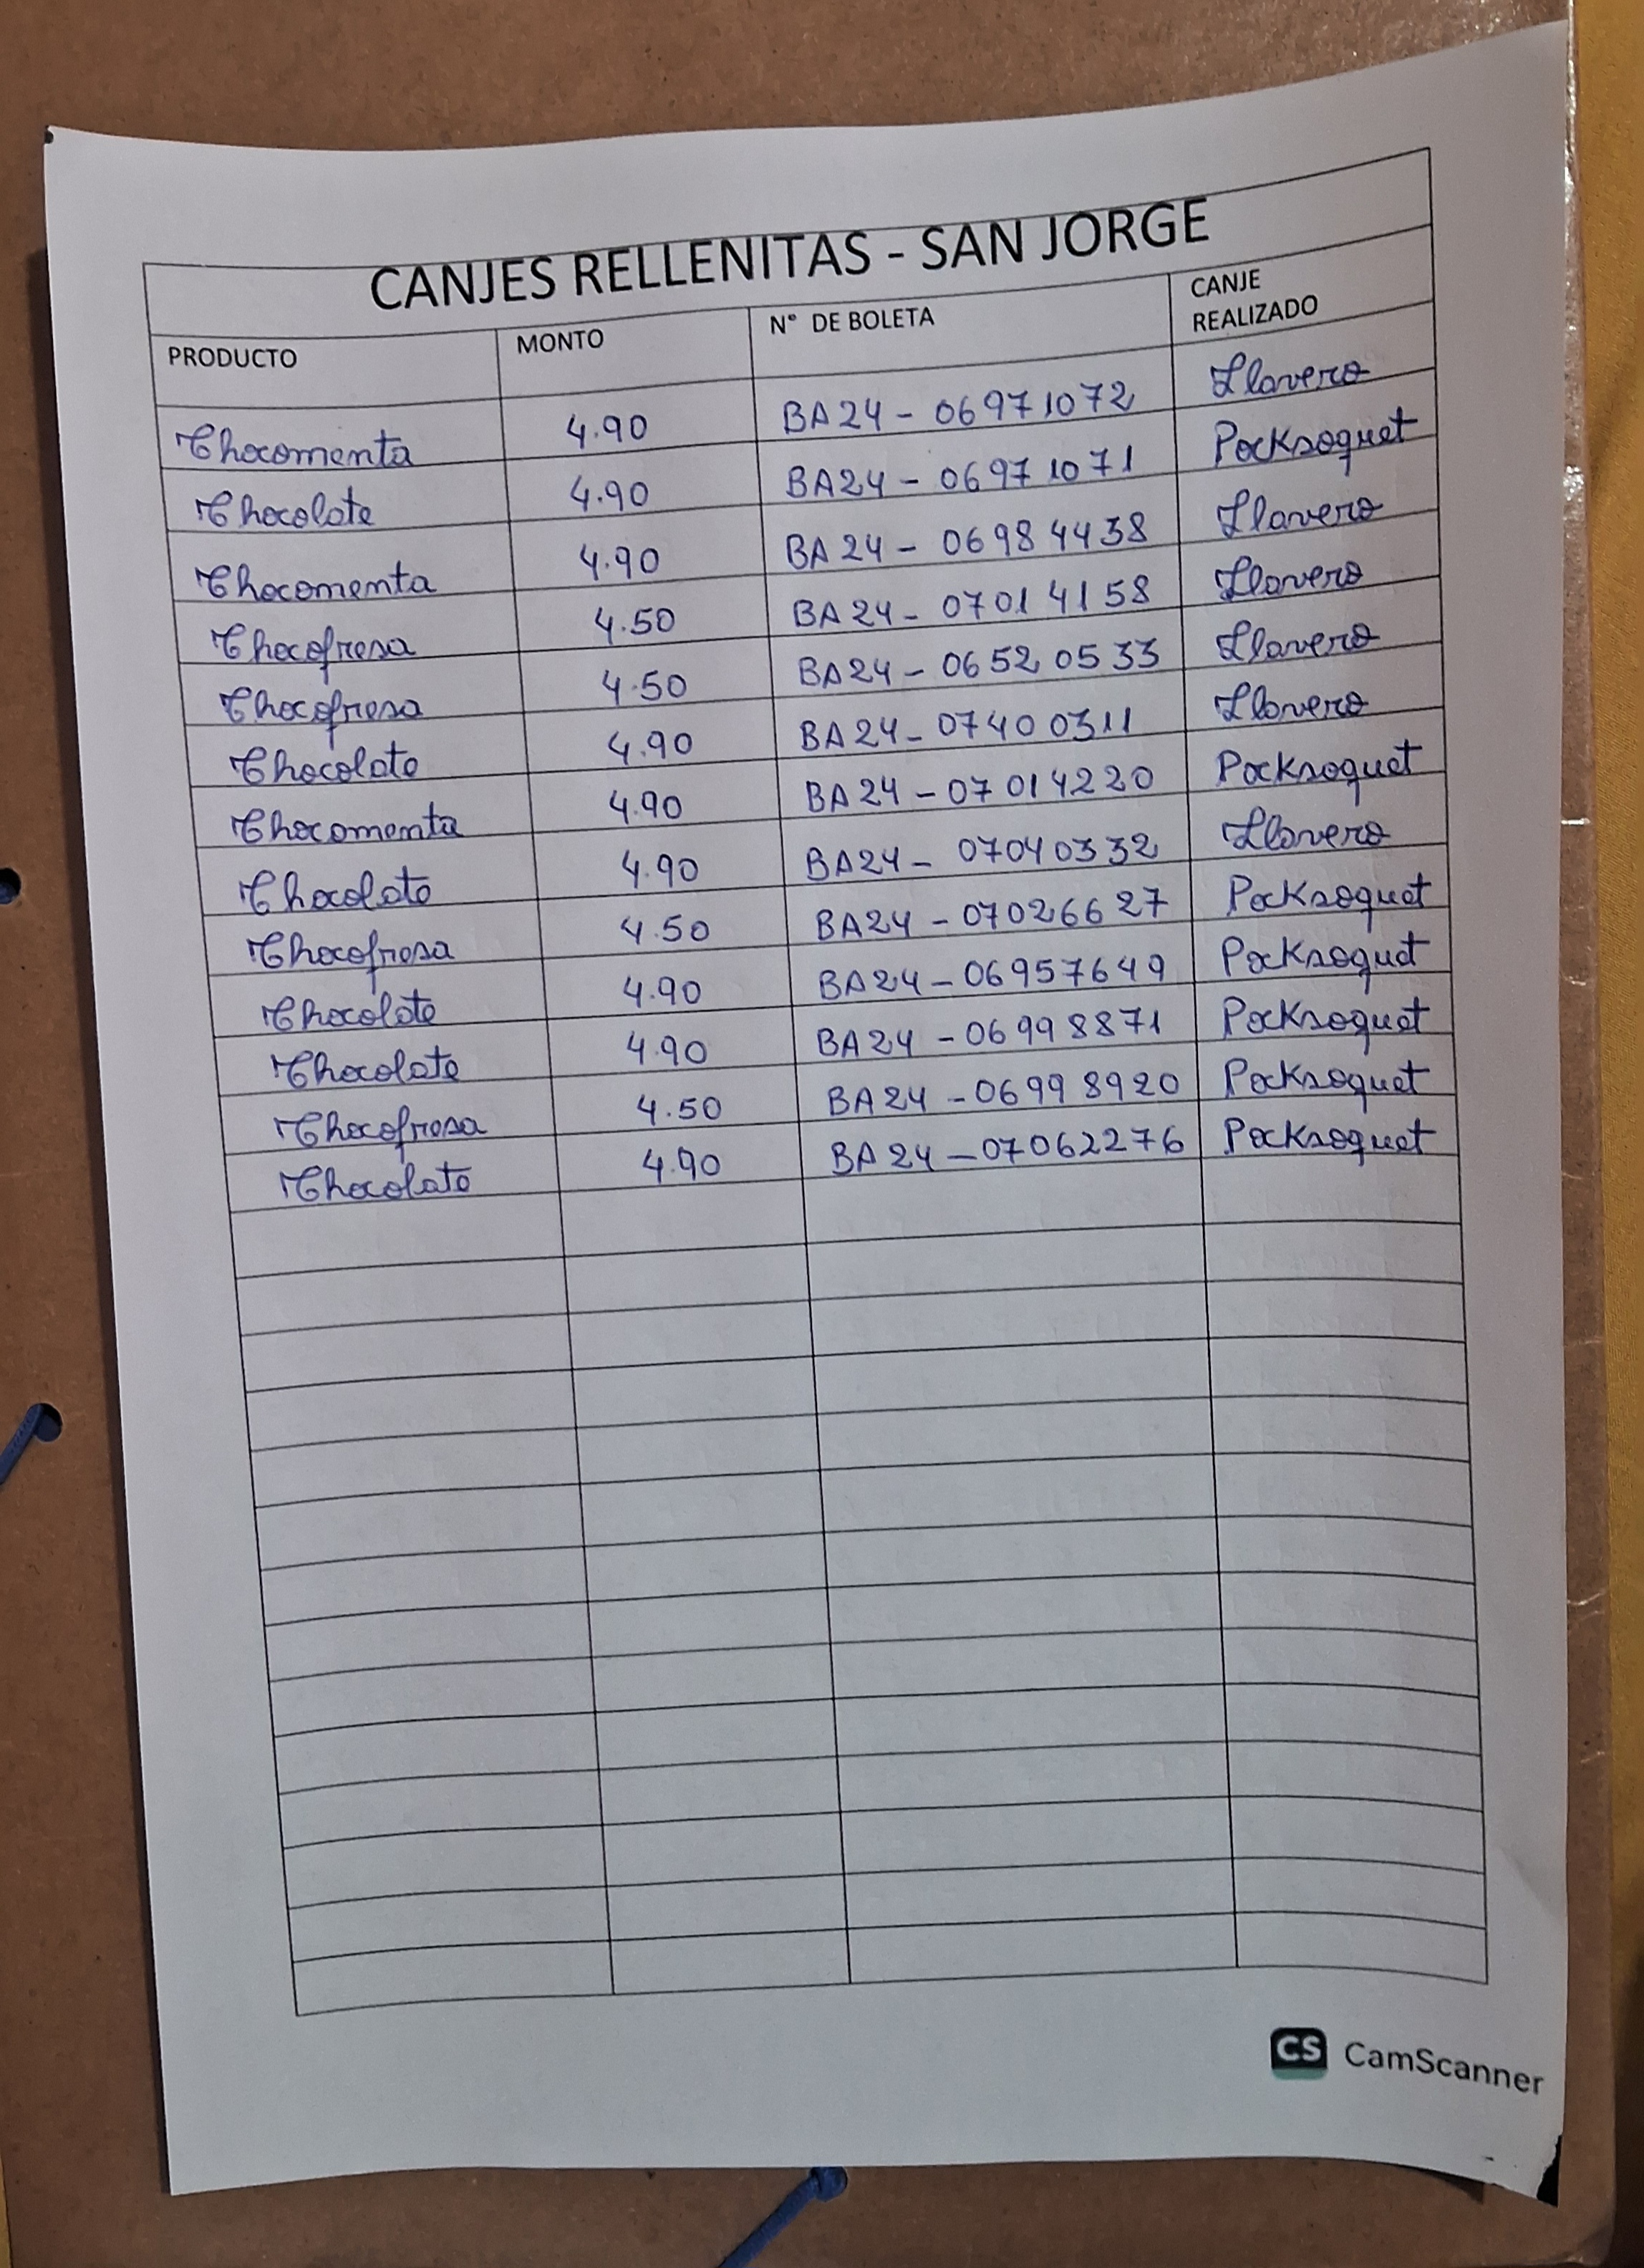 CANJES RELLENITAS - SAN JORGE
PRODUCTO MONTO N° DE BOLETA CANJE REALIZADO
Chocomenta 4.90 BA24-06971072 Llavero
Chocolate 4.90 BA24-06971071 Pocksoquet
Chocomenta 4.90 BA24-06984438 Llavero
Chocofresa 4.50 BA24-07014158 Llavero
Chocofresa 4.50 BA24-06520533 Llavero
Chocolate 4.90 BA24-07400311 Llavero
Chocomenta 4.90 BA24-07014220 Pocksoquet
Chocolate 4.90 BA24-07040332 Llavero
Chocofresa 4.50 BA24-07026627 Pocksoquet
Chocolate 4.90 BA24-06957649 Pocksoquet
Chocolate 4.90 BA24-06998871 Pocksoquet
Chocofresa 4.50 BA24-06998920 Pocksoquet
Chocolate 4.90 BA24-07062276 Pocksoquet
CS CamScanner